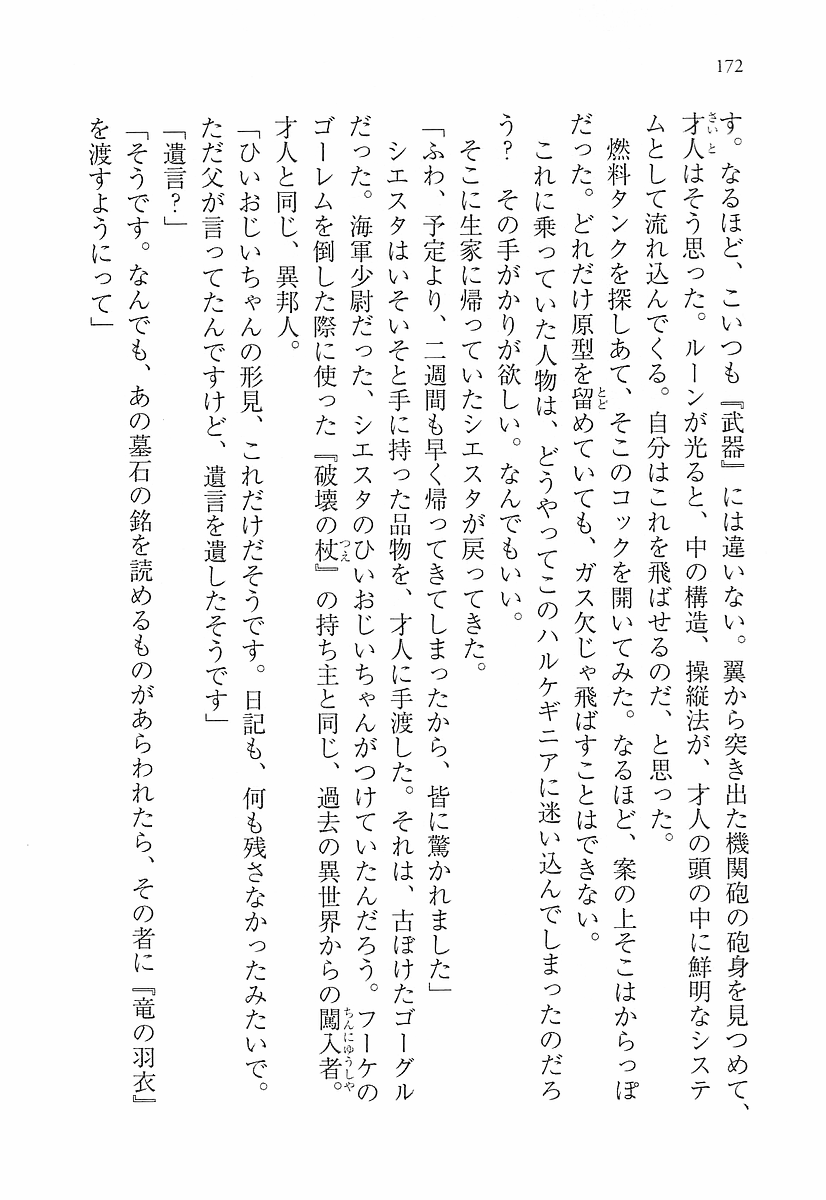 172
す。なるほど、こいつも『武器』には違いない。翼から突き出た機関砲の砲身を見つめて、
才人はそう思った。ルーンが光ると、中の構造、操縦法が、才人の頭の中に鮮明なシステ
ムとして流れ込んでくる。自分はこれを飛ばせるのだ、と思った。
　燃料タンクを探しあて、そこのコックを開いてみた。なるほど、案の上そこはからっぽ
だった。どれだけ原型を留めていても、ガス欠じゃ飛ばすことはできない。
　これに乗っていた人物は、どうやってこのハルケギニアに迷い込んでしまったのだろ
う？　その手がかりが欲しい。なんでもいい。
　そこに生家に帰っていたシエスタが戻ってきた。
「ふわ、予定より、二週間も早く帰ってきてしまったから、皆に驚かれました」
　シエスタはいそいそと手に持った品物を、才人に手渡した。それは、古ぼけたゴーグル
だった。海軍少尉だった、シエスタのひいおじいちゃんがつけていたんだろう。フーケの
ゴーレムを倒した際に使った『破壊の杖』の持ち主と同じ、過去の異世界からの闖入者。
才人と同じ、異邦人。
「ひいおじいちゃんの形見、これだけだそうです。日記も、何も残さなかったみたいで。
ただ父が言ってたんですけど、遺言を遺したそうです」
「遺言？」
「そうです。なんでも、あの墓石の銘を読めるものがあらわれたら、その者に『竜の羽衣』
を渡すようにって」